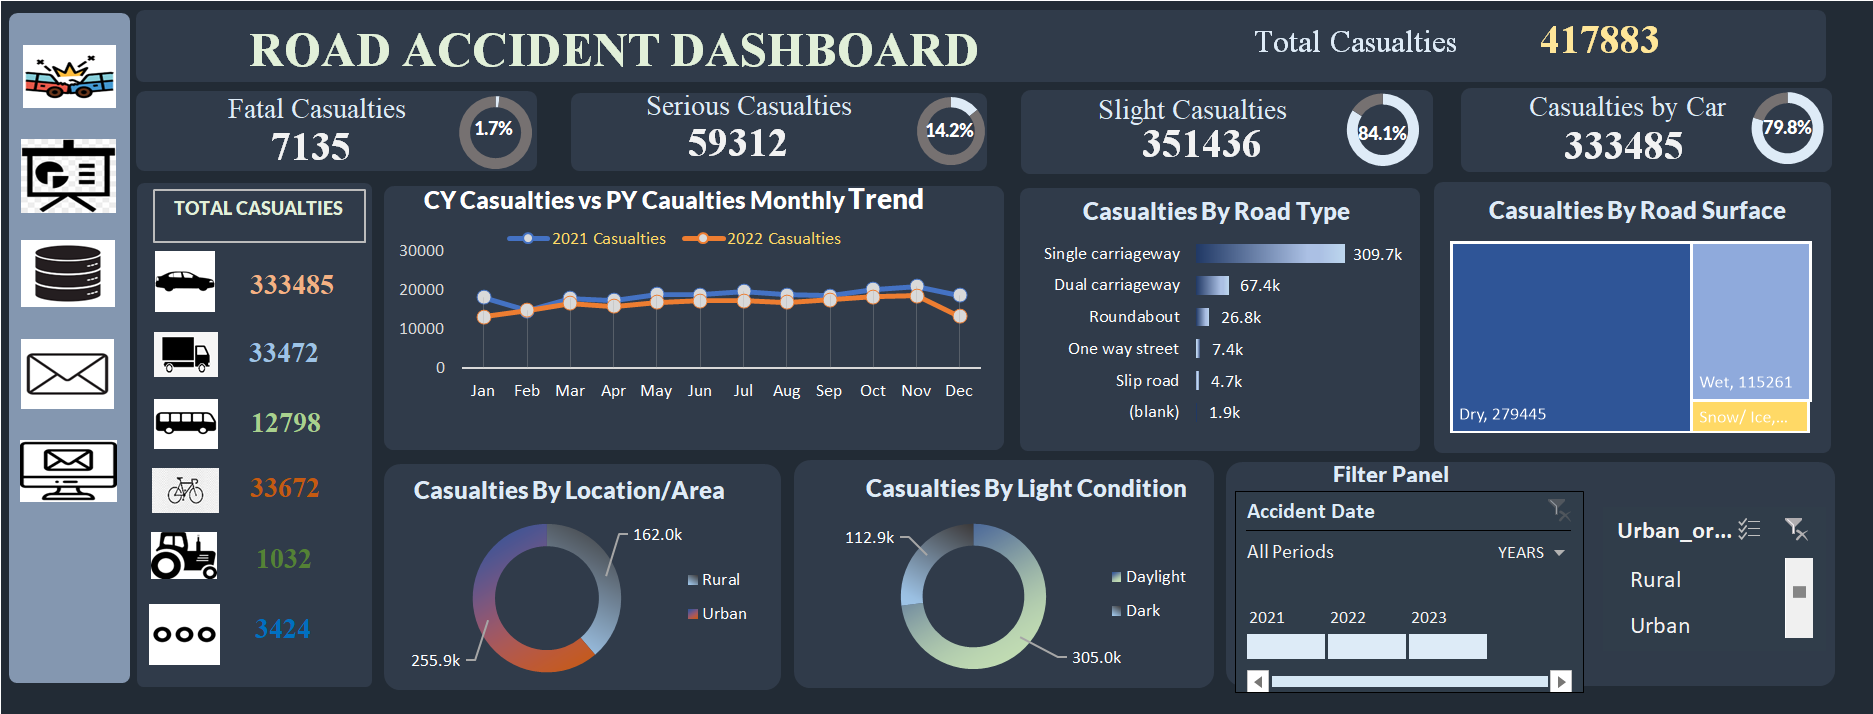 ROAD ACCIDENT DASHBOARD
Total Casualties
417883
Fatal Casualties
7135
1.7%
Serious Casualties
59312
14.2%
Slight Casualties
351436
84.1%
Casualties by Car
333485
79.8%
TOTAL CASUALTIES
333485
33472
12798
33672
1032
3424
CY Casualties vs PY Caualties Monthly Trend
2021 Casualties
2022 Casualties
30000
20000
10000
0
Jan Feb Mar Apr May Jun Jul Aug Sep Oct Nov Dec
Casualties By Road Type
Single carriageway 309.7k
Dual carriageway 67.4k
Roundabout 26.8k
One way street 7.4k
Slip road 4.7k
(blank) 1.9k
Casualties By Road Surface
Dry, 279445
Wet, 115261
Snow/ Ice,...
Casualties By Location/Area
162.0k
Rural
Urban
255.9k
Casualties By Light Condition
112.9k
Daylight
Dark
305.0k
Filter Panel
Accident Date
All Periods
YEARS
2021 2022 2023
Urban_or...
Rural
Urban